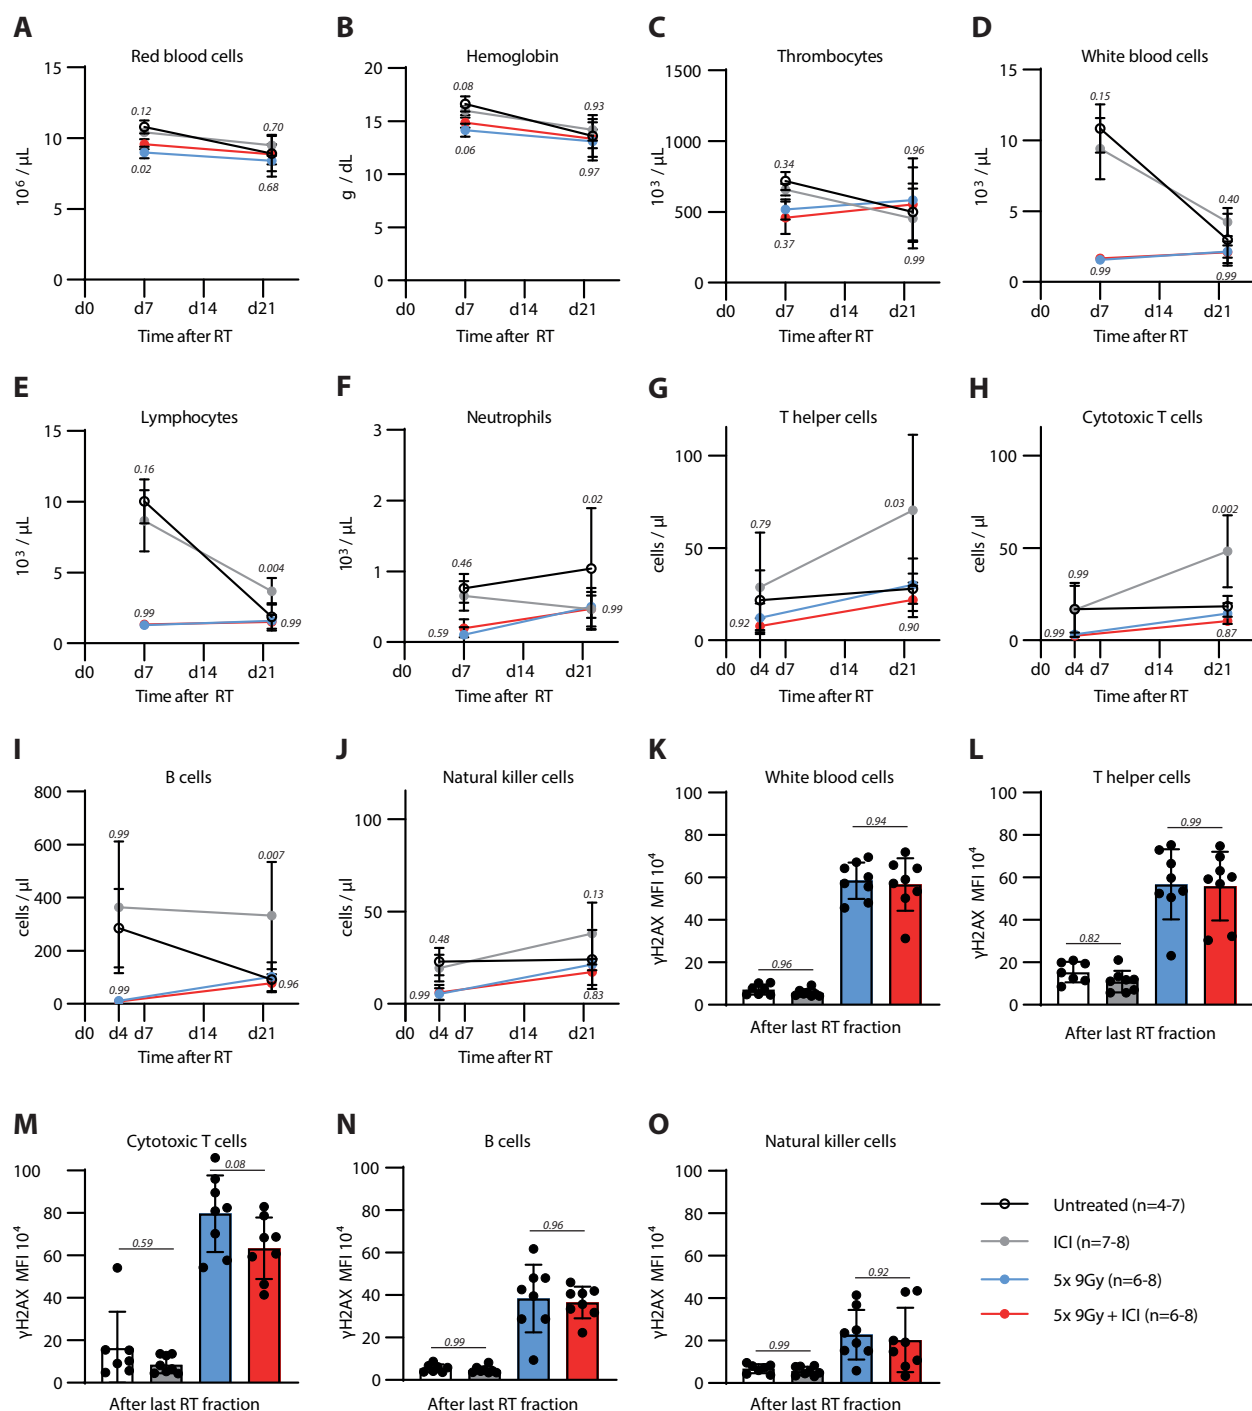 A
Red blood cells
15
10
5
0
10⁶ / µL
0.12
0.02
0.70
0.68
d0 d7 d14 d21
Time after RT
B
Hemoglobin
20
15
10
5
0
g / dL
0.08
0.06
0.93
0.97
d0 d7 d14 d21
Time after RT
C
Thrombocytes
1500
1000
500
0
10³ / µL
0.34
0.37
0.96
0.99
d0 d7 d14 d21
Time after RT
D
White blood cells
15
10
5
0
10³ / µL
0.15
0.99
0.40
0.99
d0 d7 d14 d21
Time after RT
E
Lymphocytes
15
10
5
0
10³ / µL
0.16
0.99
0.004
0.99
d0 d7 d14 d21
Time after RT
F
Neutrophils
3
2
1
0
10³ / µL
0.46
0.59
0.02
0.99
d0 d7 d14 d21
Time after RT
G
T helper cells
100
50
0
cells / µl
0.79
0.92
0.03
0.90
d0 d4 d7 d14 d21
Time after RT
H
Cytotoxic T cells
100
50
0
cells / µl
0.99
0.99
0.002
0.87
d0 d4 d7 d14 d21
Time after RT
I
B cells
800
600
400
200
0
cells / µl
0.99
0.99
0.007
0.96
d0 d4 d7 d14 d21
Time after RT
J
Natural killer cells
100
50
0
cells / µl
0.48
0.99
0.13
0.83
d0 d4 d7 d14 d21
Time after RT
K
White blood cells
100
80
60
40
20
0
γH2AX MFI 10⁴
0.96
0.94
After last RT fraction
L
T helper cells
100
80
60
40
20
0
γH2AX MFI 10⁴
0.82
0.99
After last RT fraction
M
Cytotoxic T cells
100
80
60
40
20
0
γH2AX MFI 10⁴
0.59
0.08
After last RT fraction
N
B cells
100
80
60
40
20
0
γH2AX MFI 10⁴
0.99
0.96
After last RT fraction
O
Natural killer cells
100
80
60
40
20
0
γH2AX MFI 10⁴
0.99
0.92
After last RT fraction
Untreated (n=4-7)
ICI (n=7-8)
5x 9Gy (n=6-8)
5x 9Gy + ICI (n=6-8)